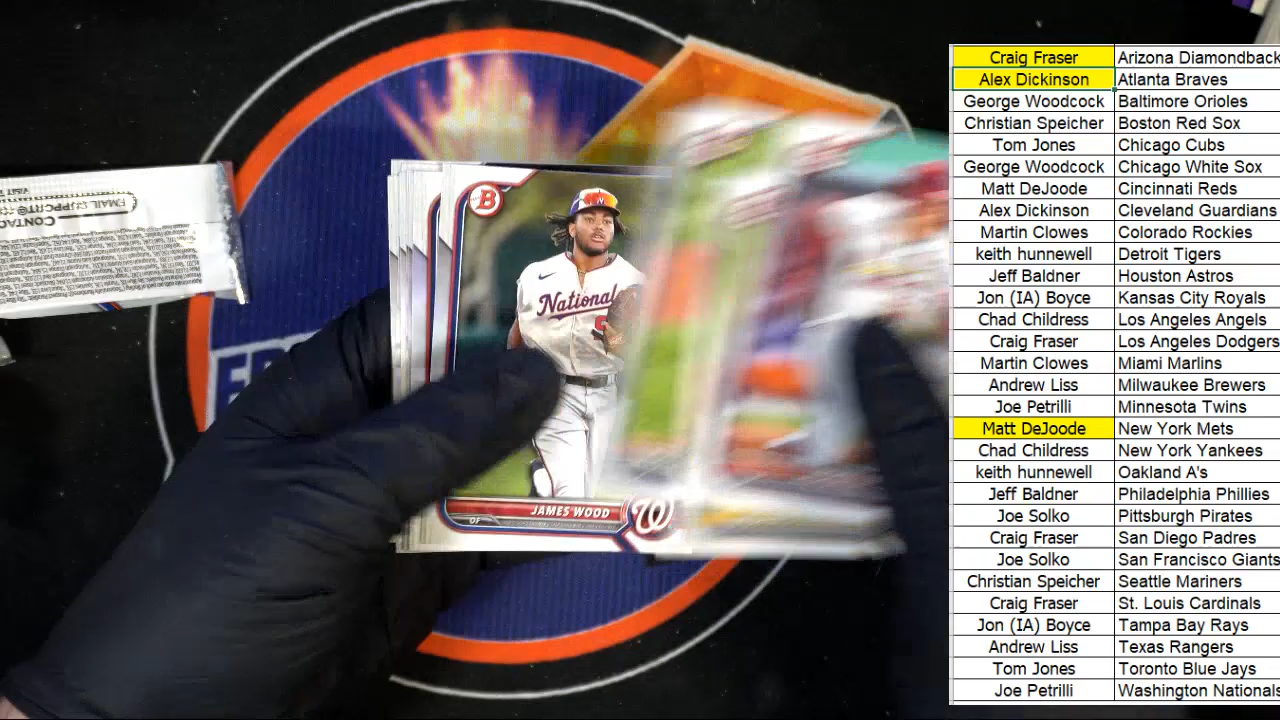 EMAIL SUPPORT@
CONTAC
VISIT
B
National
JAMES WOOD
OF
W
Craig Fraser Arizona Diamondback
Alex Dickinson Atlanta Braves
George Woodcock Baltimore Orioles
Christian Speicher Boston Red Sox
Tom Jones Chicago Cubs
George Woodcock Chicago White Sox
Matt DeJoode Cincinnati Reds
Alex Dickinson Cleveland Guardians
Martin Clowes Colorado Rockies
keith hunnewell Detroit Tigers
Jeff Baldner Houston Astros
Jon (IA) Boyce Kansas City Royals
Chad Childress Los Angeles Angels
Craig Fraser Los Angeles Dodgers
Martin Clowes Miami Marlins
Andrew Liss Milwaukee Brewers
Joe Petrilli Minnesota Twins
Matt DeJoode New York Mets
Chad Childress New York Yankees
keith hunnewell Oakland A's
Jeff Baldner Philadelphia Phillies
Joe Solko Pittsburgh Pirates
Craig Fraser San Diego Padres
Joe Solko San Francisco Giants
Christian Speicher Seattle Mariners
Craig Fraser St. Louis Cardinals
Jon (IA) Boyce Tampa Bay Rays
Andrew Liss Texas Rangers
Tom Jones Toronto Blue Jays
Joe Petrilli Washington Nationals